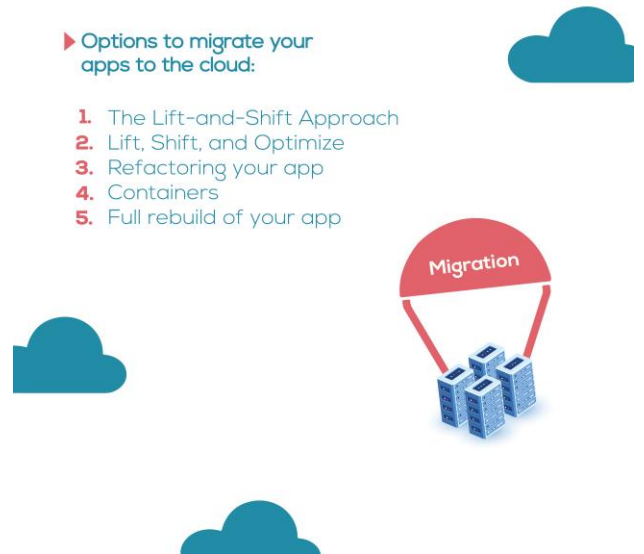 Options to migrate your
apps to the cloud:
1. The Lift-and-Shift Approach
2. Lift, Shift, and Optimize
3. Refactoring your app
4. Containers
5. Full rebuild of your app
Migration